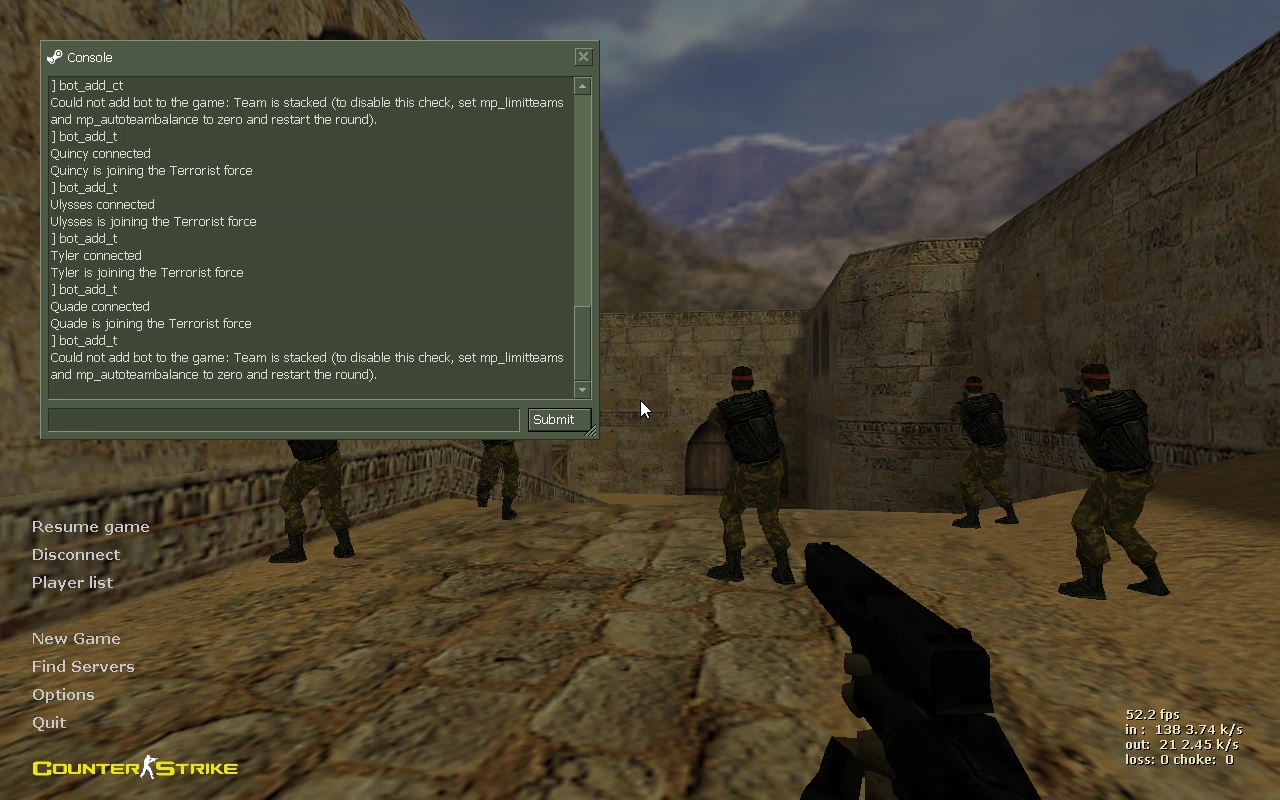 Console
] bot_add_ct
Could not add bot to the game: Team is stacked (to disable this check, set mp_limitteams
and mp_autoteambalance to zero and restart the round).
] bot_add_t
Quincy connected
Quincy is joining the Terrorist force
] bot_add_t
Ulysses connected
Ulysses is joining the Terrorist force
] bot_add_t
Tyler connected
Tyler is joining the Terrorist force
] bot_add_t
Quade connected
Quade is joining the Terrorist force
] bot_add_t
Could not add bot to the game: Team is stacked (to disable this check, set mp_limitteams
and mp_autoteambalance to zero and restart the round).
Submit
Resume game
Disconnect
Player list
New Game
Find Servers
Options
Quit
COUNTER STRIKE
52.2 fps
in : 138 3.74 k/s
out: 21 2.45 k/s
loss: 0 choke: 0